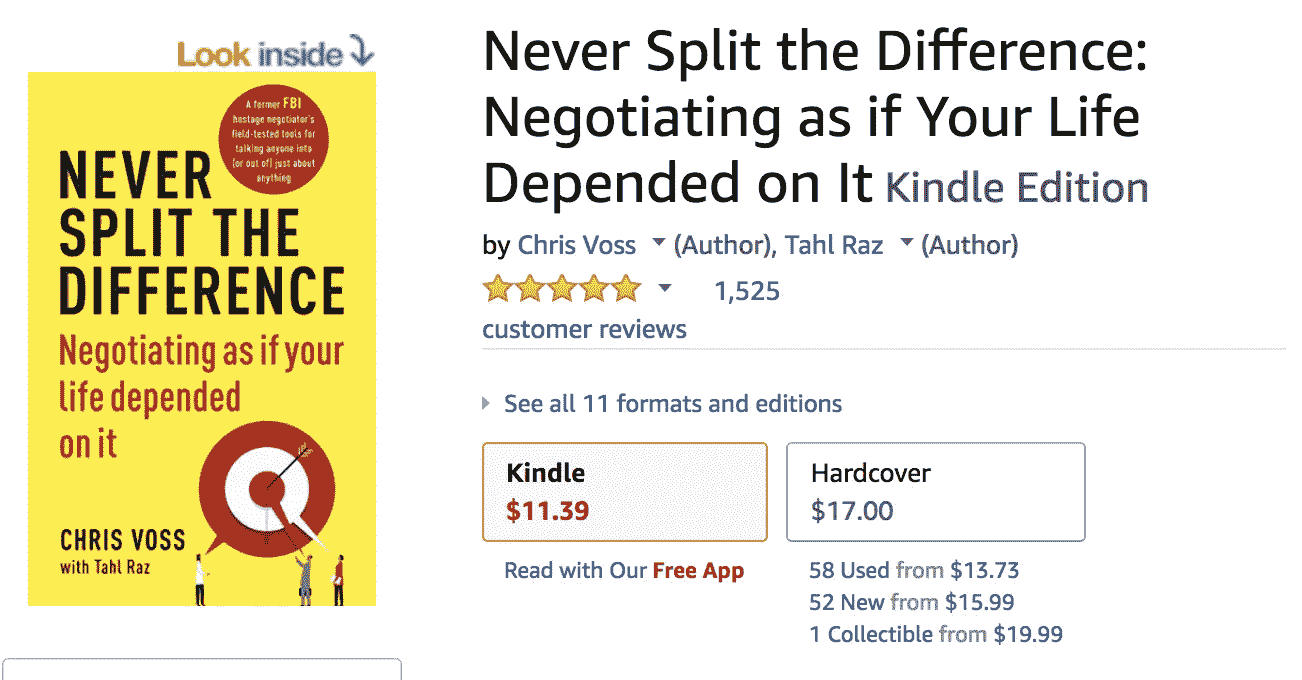 Look inside
A former FBI
hostage negotiator's
field-tested tools for
talking anyone into
(or out of) just about
anything
NEVER
SPLIT THE
DIFFERENCE
Negotiating as if your
life depended
on it
CHRIS VOSS
with Tahl Raz
Never Split the Difference:
Negotiating as if Your Life
Depended on It Kindle Edition
by Chris Voss (Author), Tahl Raz (Author)
1,525
customer reviews
See all 11 formats and editions
Kindle
$11.39
Read with Our Free App
Hardcover
$17.00
58 Used from $13.73
52 New from $15.99
1 Collectible from $19.99